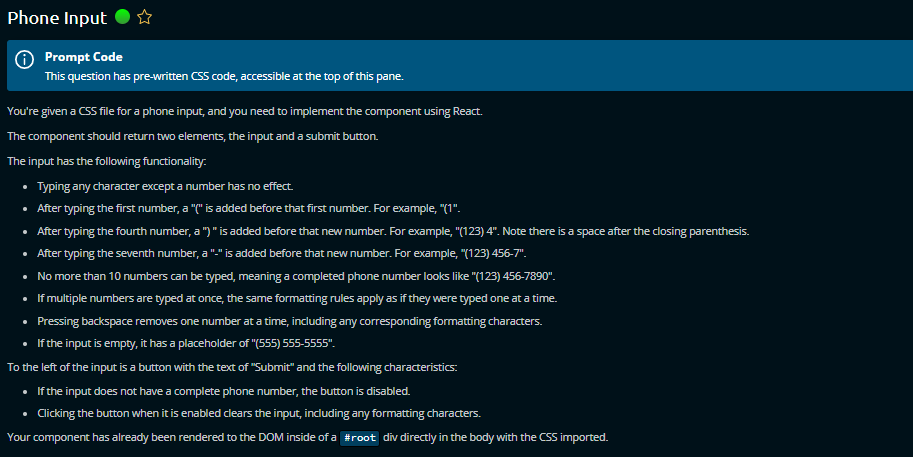 Phone Input
Prompt Code
This question has pre-written CSS code, accessible at the top of this pane.
You're given a CSS file for a phone input, and you need to implement the component using React.
The component should return two elements, the input and a submit button.
The input has the following functionality:
• Typing any character except a number has no effect.
• After typing the first number, a "(" is added before that first number. For example, "(1".
• After typing the fourth number, a ") " is added before that new number. For example, "(123) 4". Note there is a space after the closing parenthesis.
• After typing the seventh number, a "-" is added before that new number. For example, "(123) 456-7".
• No more than 10 numbers can be typed, meaning a completed phone number looks like "(123) 456-7890".
• If multiple numbers are typed at once, the same formatting rules apply as if they were typed one at a time.
• Pressing backspace removes one number at a time, including any corresponding formatting characters.
• If the input is empty, it has a placeholder of "(555) 555-5555".
To the left of the input is a button with the text of "Submit" and the following characteristics:
• If the input does not have a complete phone number, the button is disabled.
• Clicking the button when it is enabled clears the input, including any formatting characters.
Your component has already been rendered to the DOM inside of a #root div directly in the body with the CSS imported.